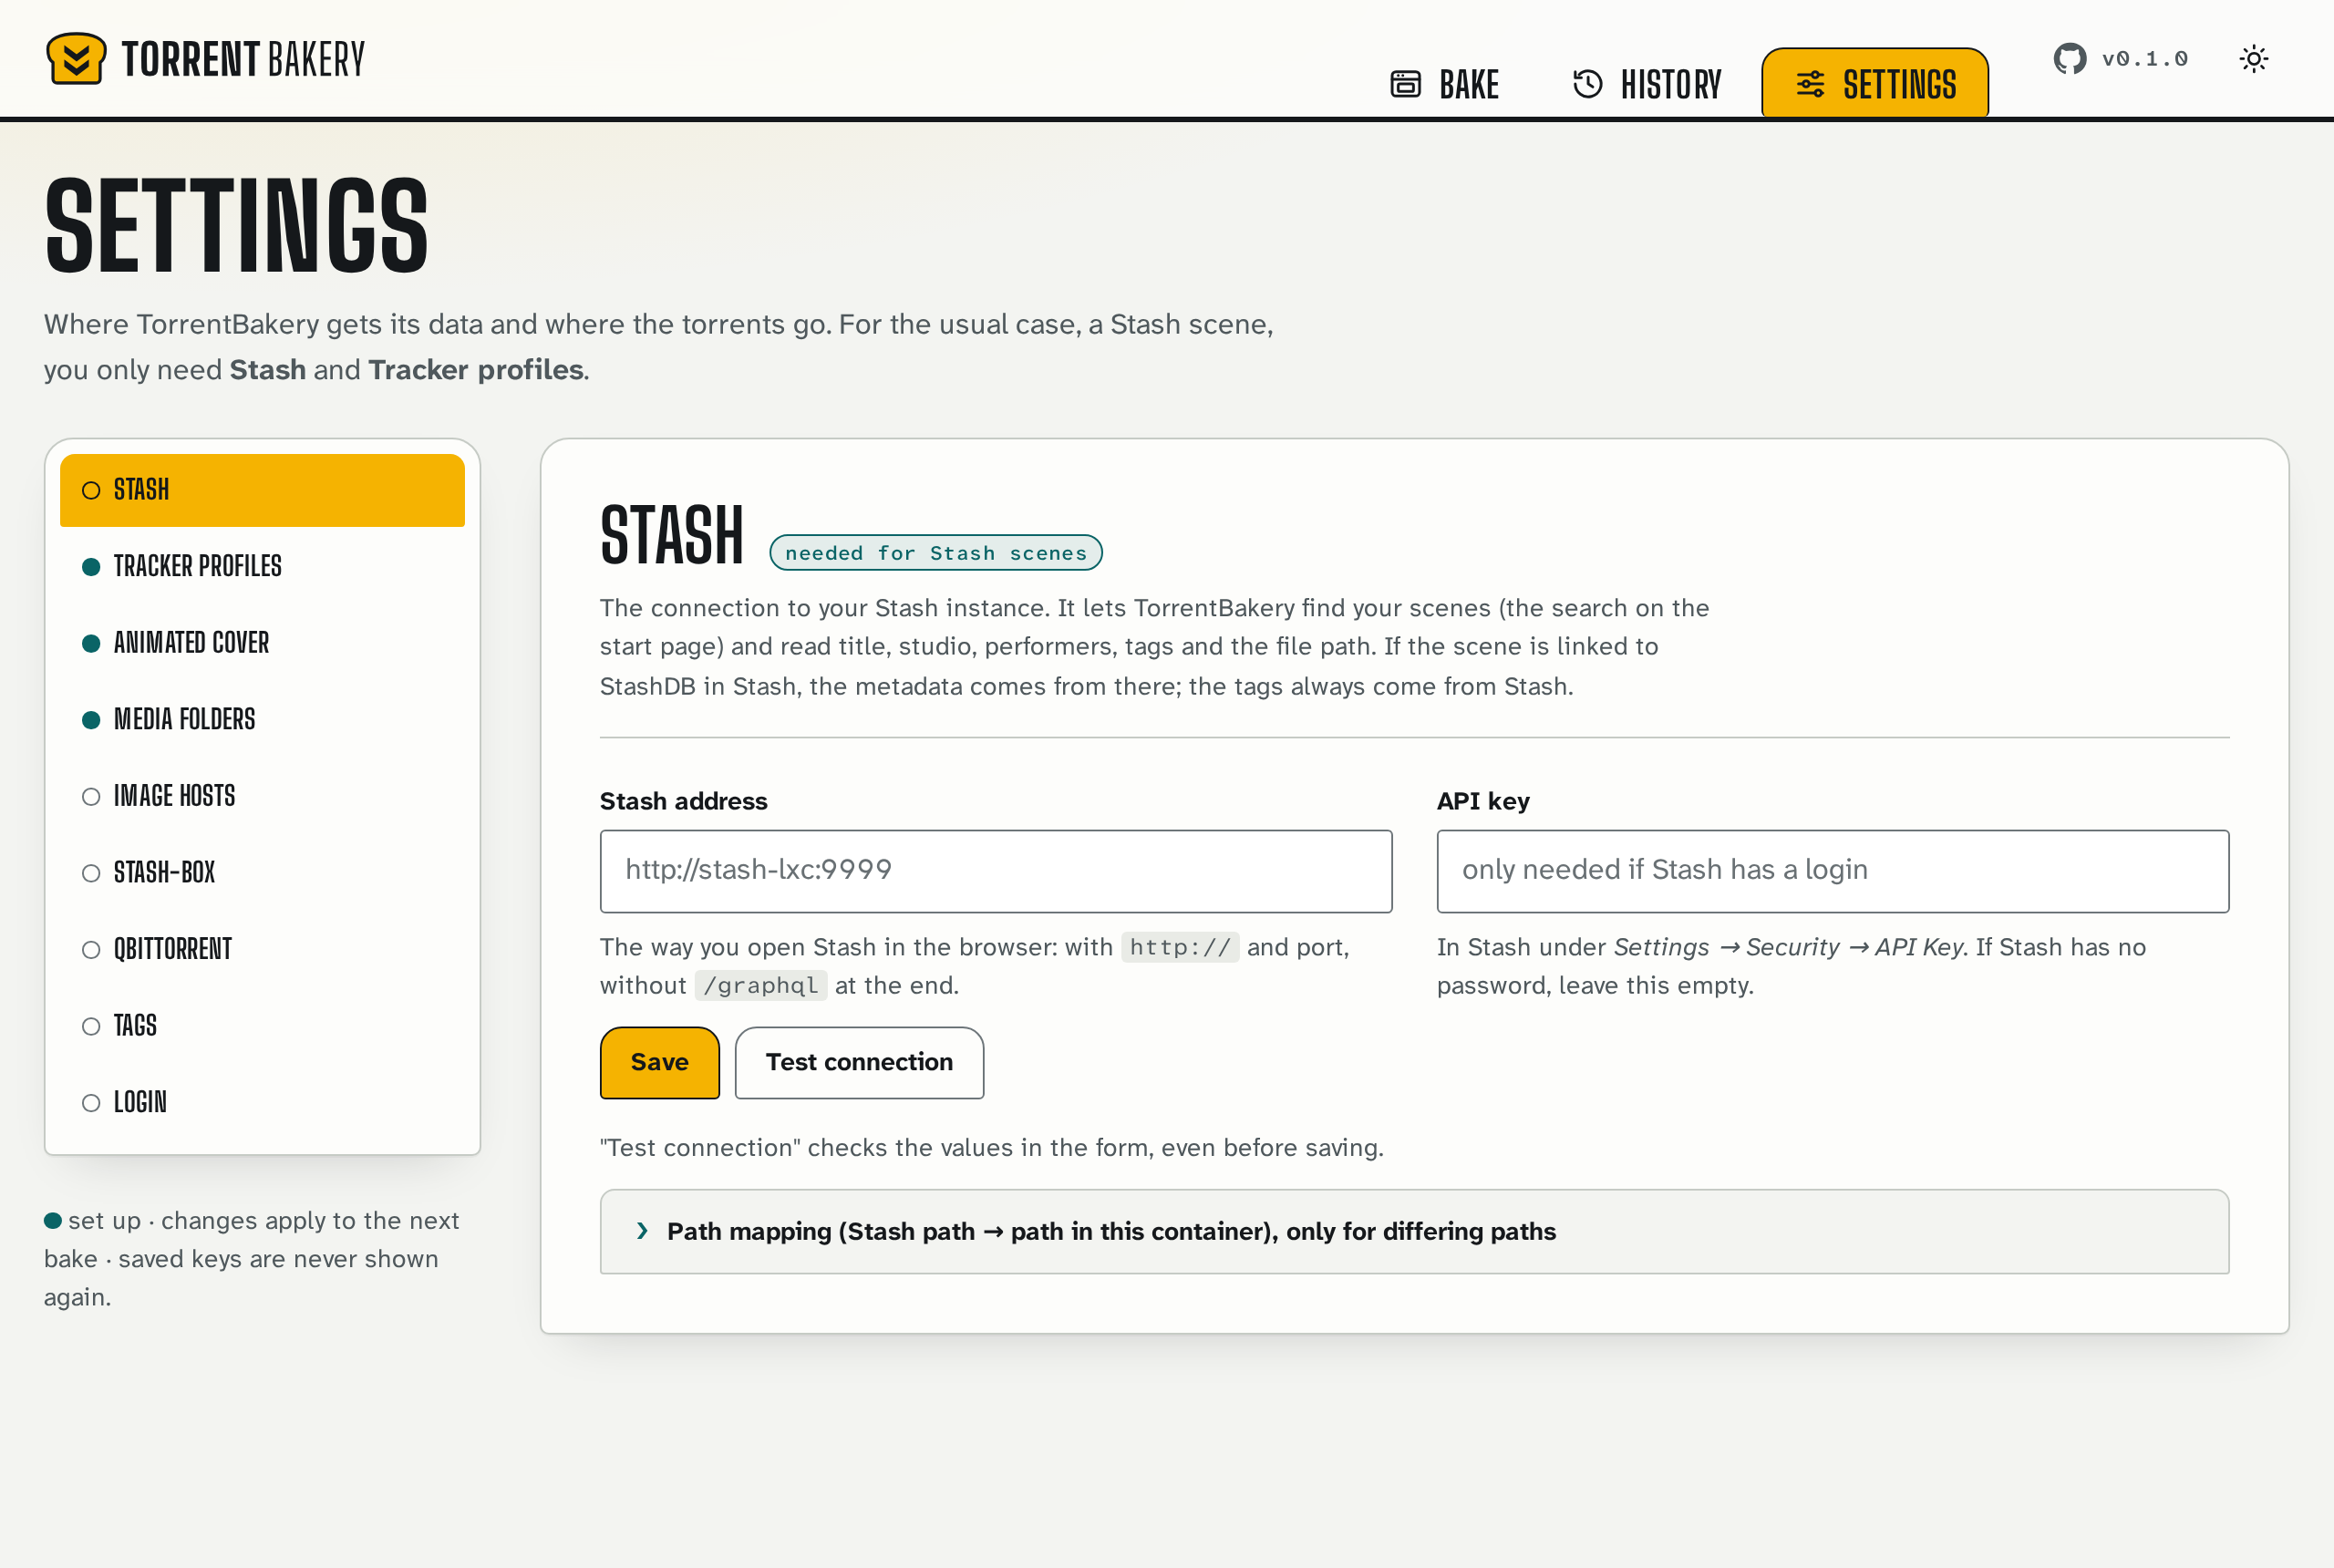 TORRENT BAKERY
BAKE
HISTORY
SETTINGS
v0.1.0
SETTINGS
Where TorrentBakery gets its data and where the torrents go. For the usual case, a Stash scene,
you only need Stash and Tracker profiles.
STASH
TRACKER PROFILES
ANIMATED COVER
MEDIA FOLDERS
IMAGE HOSTS
STASH-BOX
QBITTORRENT
TAGS
LOGIN
set up · changes apply to the next
bake · saved keys are never shown
again.
STASH
needed for Stash scenes
The connection to your Stash instance. It lets TorrentBakery find your scenes (the search on the
start page) and read title, studio, performers, tags and the file path. If the scene is linked to
StashDB in Stash, the metadata comes from there; the tags always come from Stash.
Stash address
http://stash-lxc:9999
The way you open Stash in the browser: with http:// and port,
without /graphql at the end.
API key
only needed if Stash has a login
In Stash under Settings → Security → API Key. If Stash has no
password, leave this empty.
Save
Test connection
"Test connection" checks the values in the form, even before saving.
Path mapping (Stash path → path in this container), only for differing paths